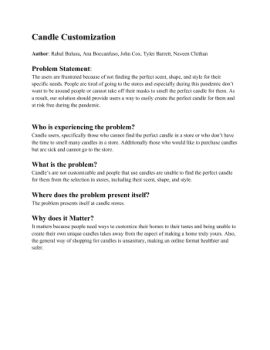 Candle Customization
Author: Rahul Bulusu, Ana Boccanfuso, John Cox, Tyler Barrett, Naveen Chithan
Problem Statement:
The users are frustrated because of not finding the perfect scent, shape, and style for their
specific needs. People are tired of going to the stores and especially during this pandemic don't
want to be around people or cannot take off their masks to smell the perfect candle for them. As
a result, our solution should provide users a way to easily create the perfect candle for them and
at risk free during the pandemic.
Who is experiencing the problem?
Candle users, specifically those who cannot find the perfect candle in a store or who don't have
the time to smell many candles in a store. Additionally those who would like to purchase candles
but are sick and cannot go to the store.
What is the problem?
Candle's are not customizable and people that use candles are unable to find the perfect candle
for them from the selection in stores, including their scent, shape, and style.
Where does the problem present itself?
The problem presents itself at candle stores.
Why does it Matter?
It matters because people need ways to customize their homes to their tastes and being unable to
create their own unique candles takes away from the aspect of making a home truly yours. Also,
the general way of shopping for candles is unsanitary, making an online format healthier and
safer.